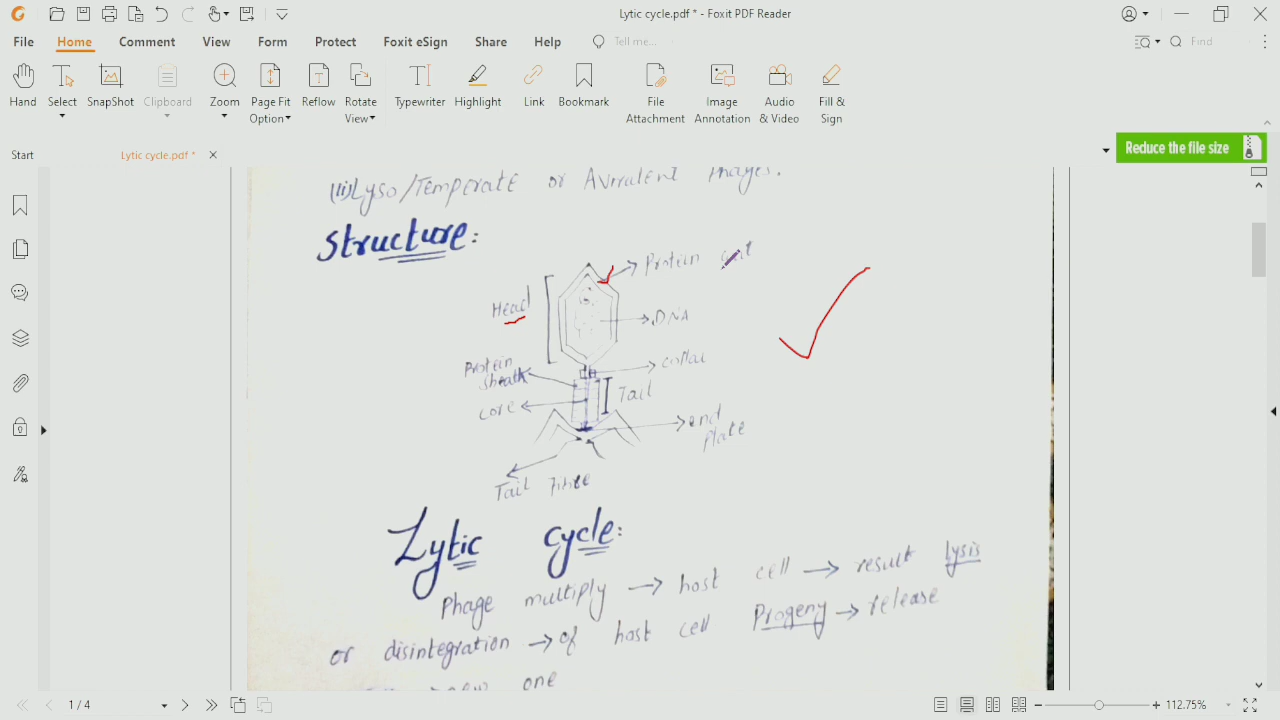 Lytic cycle.pdf * - Foxit PDF Reader
File Home Comment View Form Protect Foxit eSign Share Help Tell me... Find
Hand Select SnapShot Clipboard Zoom Page Fit Option Reflow Rotate View Typewriter Highlight Link Bookmark File Attachment Image Annotation Audio & Video Fill & Sign
Start Lytic cycle.pdf * Reduce the file size
(ii) Lyso/Temperate or Avirulent Phages.
Structure:
Protein coat
Head
DNA
Protein Sheath
collar
Tail
core
end Plate
Tail
Lytic cycle:
Phage multiply → host cell → result Lysis
or disintegration → of host cell Progeny → release
one
1 / 4 112.75%